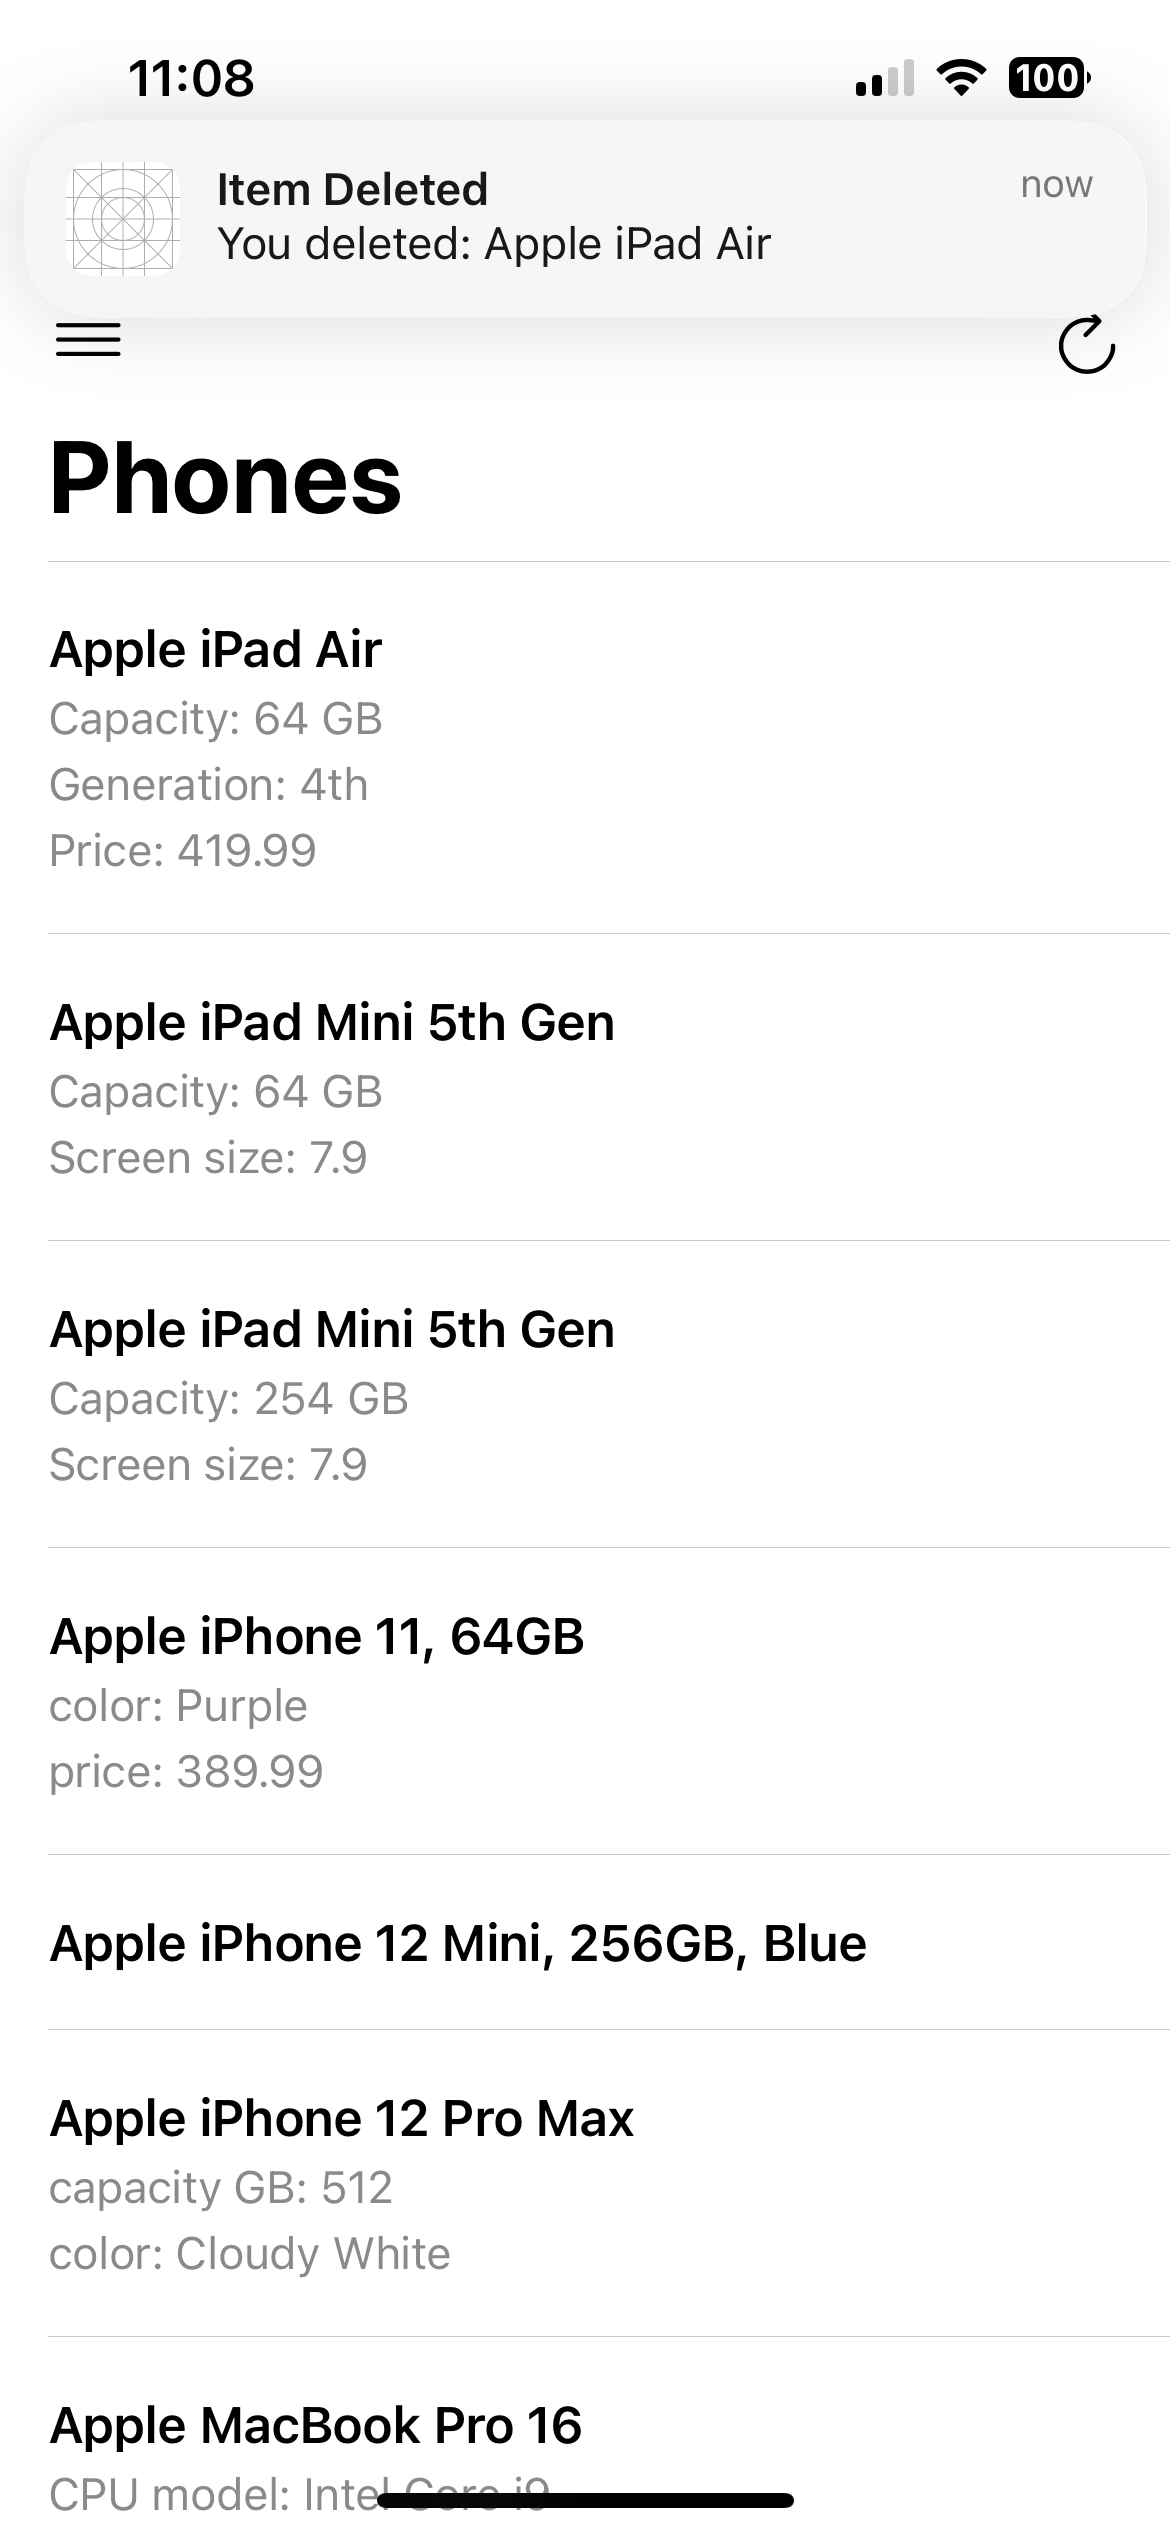 11:08
100
Item Deleted
now
You deleted: Apple iPad Air
Phones
Apple iPad Air
Capacity: 64 GB
Generation: 4th
Price: 419.99
Apple iPad Mini 5th Gen
Capacity: 64 GB
Screen size: 7.9
Apple iPad Mini 5th Gen
Capacity: 254 GB
Screen size: 7.9
Apple iPhone 11, 64GB
color: Purple
price: 389.99
Apple iPhone 12 Mini, 256GB, Blue
Apple iPhone 12 Pro Max
capacity GB: 512
color: Cloudy White
Apple MacBook Pro 16
CPU model: Intel Core i9